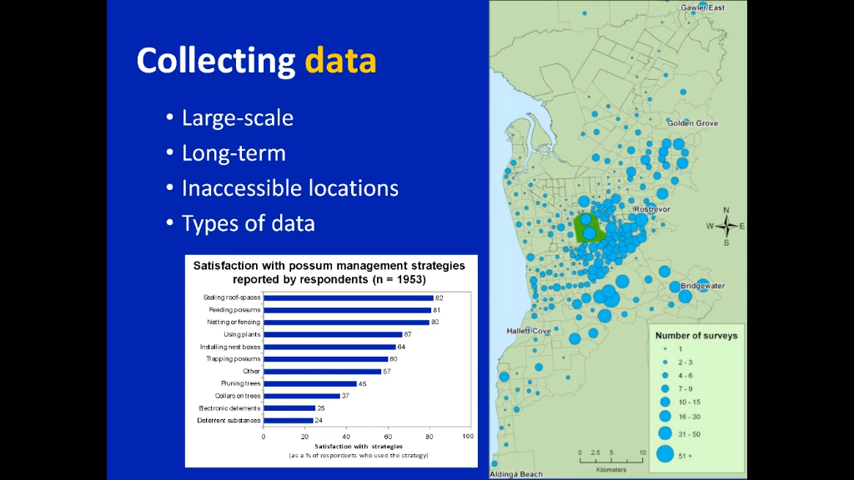 Collecting data
• Large-scale
• Long-term
• Inaccessible locations
• Types of data
Satisfaction with possum management strategies
reported by respondents (n = 1953)
Sealing roof-spaces 82
Feeding possums 81
Netting or fencing 80
Using plants 67
Installing nest boxes 64
Trapping possums 60
Other 57
Pruning trees 45
Collars on trees 37
Electronic deterrents 25
Deterrent substances 24
0 20 40 60 80 100
Satisfaction with strategies
(as a % of respondents who used the strategy)
Gawler East
Golden Grove
Rostrevor
N
W E
S
Bridgewater
Hallett Cove
Aldinga Beach
Number of surveys
1
2 - 3
4 - 6
7 - 9
10 - 15
16 - 30
31 - 50
51 +
0 2.5 5 10
Kilometers